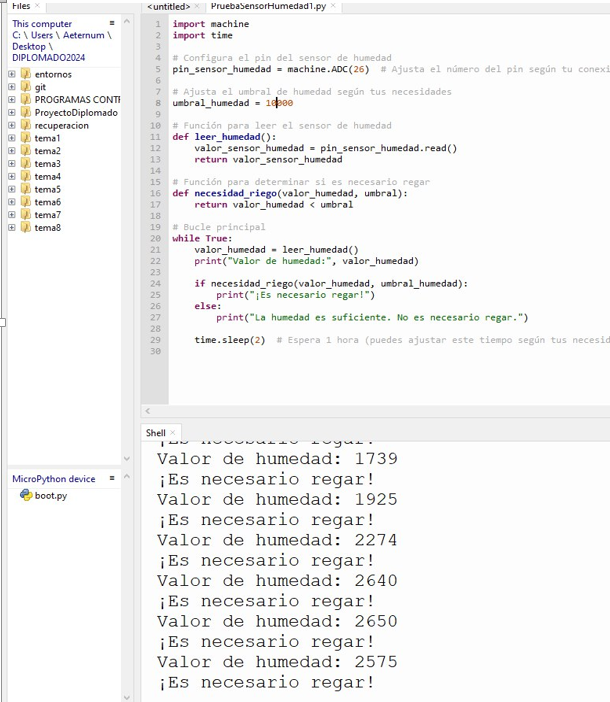 Files
This computer
C: \ Users \ Aeternum \
Desktop \
DIPLOMADO2024
entornos
git
PROGRAMAS
ProyectoDiplomado
recuperacion
tema1
tema2
tema3
tema4
tema5
tema6
tema7
tema8
MicroPython device
boot.py
<untitled> PruebaSensorHumedad1.py
1 import machine
2 import time
3
4 # Configura el pin del sensor de humedad
5 pin_sensor_humedad = machine.ADC(26) # Ajusta el número del pin según tu conexi
6
7 # Ajusta el umbral de humedad según tus necesidades
8 umbral_humedad = 10000
9
10 # Función para leer el sensor de humedad
11 def leer_humedad():
12 valor_sensor_humedad = pin_sensor_humedad.read()
13 return valor_sensor_humedad
14
15 # Función para determinar si es necesario regar
16 def necesidad_riego(valor_humedad, umbral):
17 return valor_humedad < umbral
18
19 # Bucle principal
20 while True:
21 valor_humedad = leer_humedad()
22 print("Valor de humedad:", valor_humedad)
23
24 if necesidad_riego(valor_humedad, umbral_humedad):
25 print("¡Es necesario regar!")
26 else:
27 print("La humedad es suficiente. No es necesario regar.")
28
29 time.sleep(2) # Espera 1 hora (puedes ajustar este tiempo según tus necesid
30
Shell
¡Es necesario regar!
Valor de humedad: 1739
¡Es necesario regar!
Valor de humedad: 1925
¡Es necesario regar!
Valor de humedad: 2274
¡Es necesario regar!
Valor de humedad: 2640
¡Es necesario regar!
Valor de humedad: 2650
¡Es necesario regar!
Valor de humedad: 2575
¡Es necesario regar!